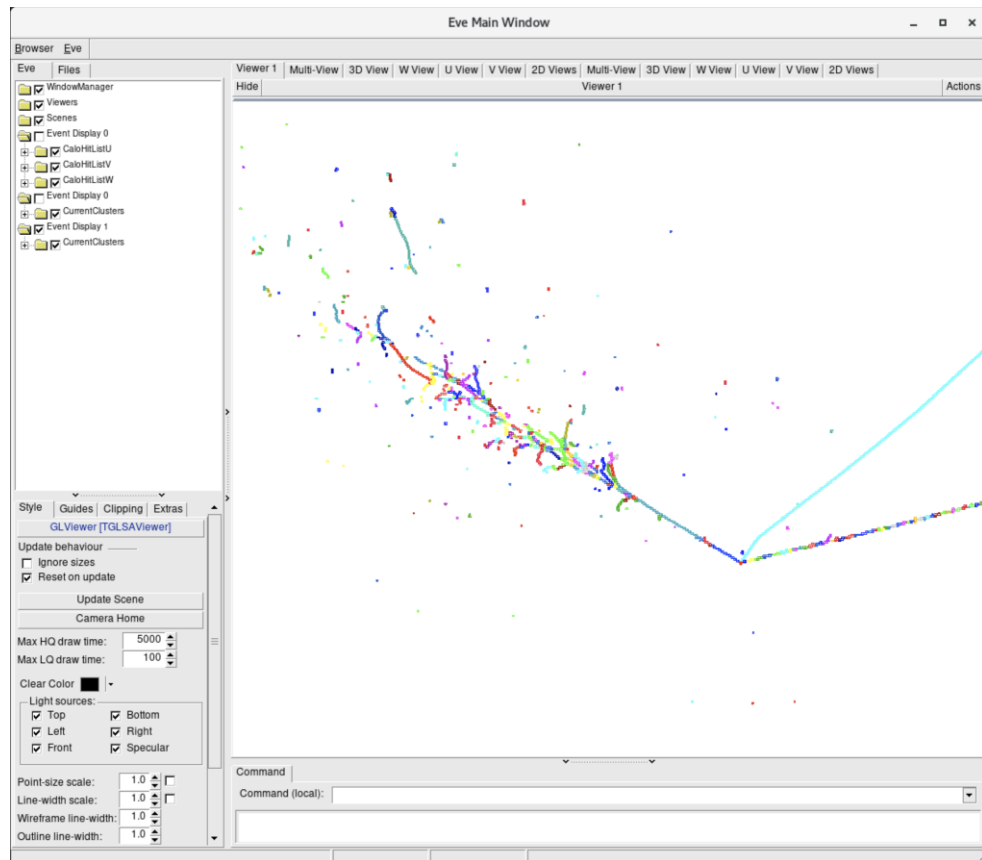 Eve Main Window
Browser Eve
Eve Files
WindowManager
Viewers
Scenes
Event Display 0
CaloHitListU
CaloHitListV
CaloHitListW
Event Display 0
CurrentClusters
Event Display 1
CurrentClusters
Style Guides Clipping Extras
GLViewer [TGLSAViewer]
Update behaviour
Ignore sizes
Reset on update
Update Scene
Camera Home
Max HQ draw time: 5000
Max LQ draw time: 100
Clear Color
Light sources:
Top Bottom
Left Right
Front Specular
Point-size scale: 1.0
Line-width scale: 1.0
Wireframe line-width: 1.0
Outline line-width: 1.0
Viewer 1 Multi-View 3D View W View U View V View 2D Views Multi-View 3D View W View U View V View 2D Views
Hide Viewer 1 Actions
Command
Command (local):